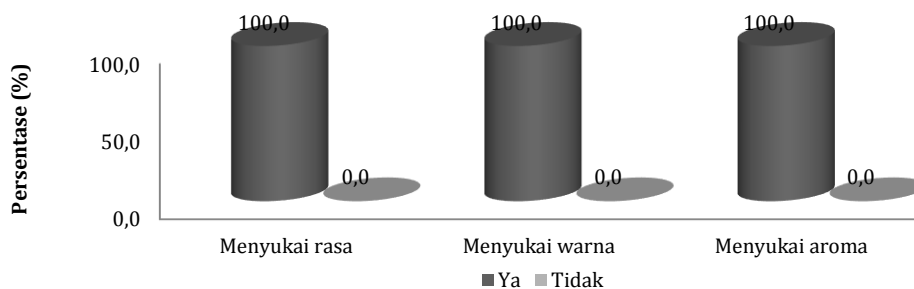 100,0 100,0 100,0
100,0
50,0
0,0 0,0 0,0
0,0
Persentase (%)
Menyukai rasa Menyukai warna Menyukai aroma
Ya Tidak